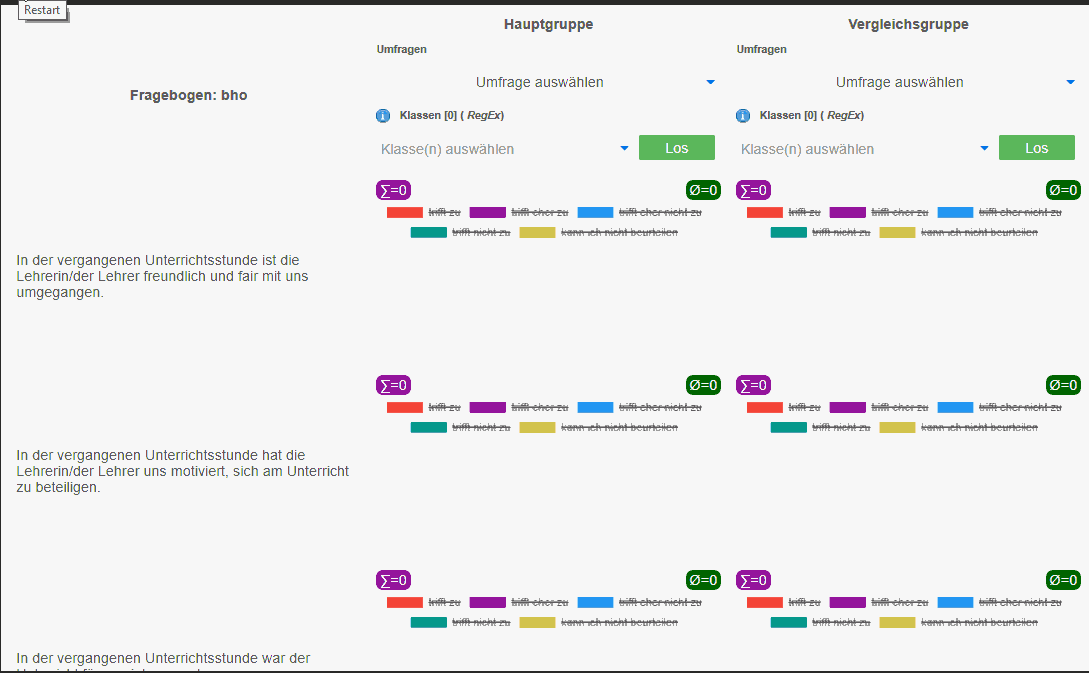 Restart
Hauptgruppe Vergleichsgruppe
Umfragen Umfragen
Fragebogen: bho
Umfrage auswählen Umfrage auswählen
Klassen [0] ( RegEx) Klassen [0] ( RegEx)
Klasse(n) auswählen Los Klasse(n) auswählen Los
∑=0 Ø=0 ∑=0 Ø=0
trifft zu trifft eher zu trifft eher nicht zu trifft zu trifft eher zu trifft eher nicht zu
trifft nicht zu kann ich nicht beurteilen trifft nicht zu kann ich nicht beurteilen
In der vergangenen Unterrichtsstunde ist die
Lehrerin/der Lehrer freundlich und fair mit uns
umgegangen.
∑=0 Ø=0 ∑=0 Ø=0
trifft zu trifft eher zu trifft eher nicht zu trifft zu trifft eher zu trifft eher nicht zu
trifft nicht zu kann ich nicht beurteilen trifft nicht zu kann ich nicht beurteilen
In der vergangenen Unterrichtsstunde hat die
Lehrerin/der Lehrer uns motiviert, sich am Unterricht
zu beteiligen.
∑=0 Ø=0 ∑=0 Ø=0
trifft zu trifft eher zu trifft eher nicht zu trifft zu trifft eher zu trifft eher nicht zu
trifft nicht zu kann ich nicht beurteilen trifft nicht zu kann ich nicht beurteilen
In der vergangenen Unterrichtsstunde war der